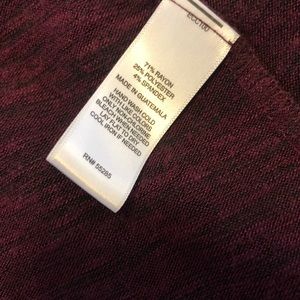 71% RAYON
25% POLYESTER
4% SPANDEX
MADE IN GUATEMALA
HAND WASH COLD
WITH LIKE COLORS
ONLY NON-CHLORINE
BLEACH WHEN NEEDED
LAY FLAT TO DRY
COOL IRON IF NEEDED
RN# 55285